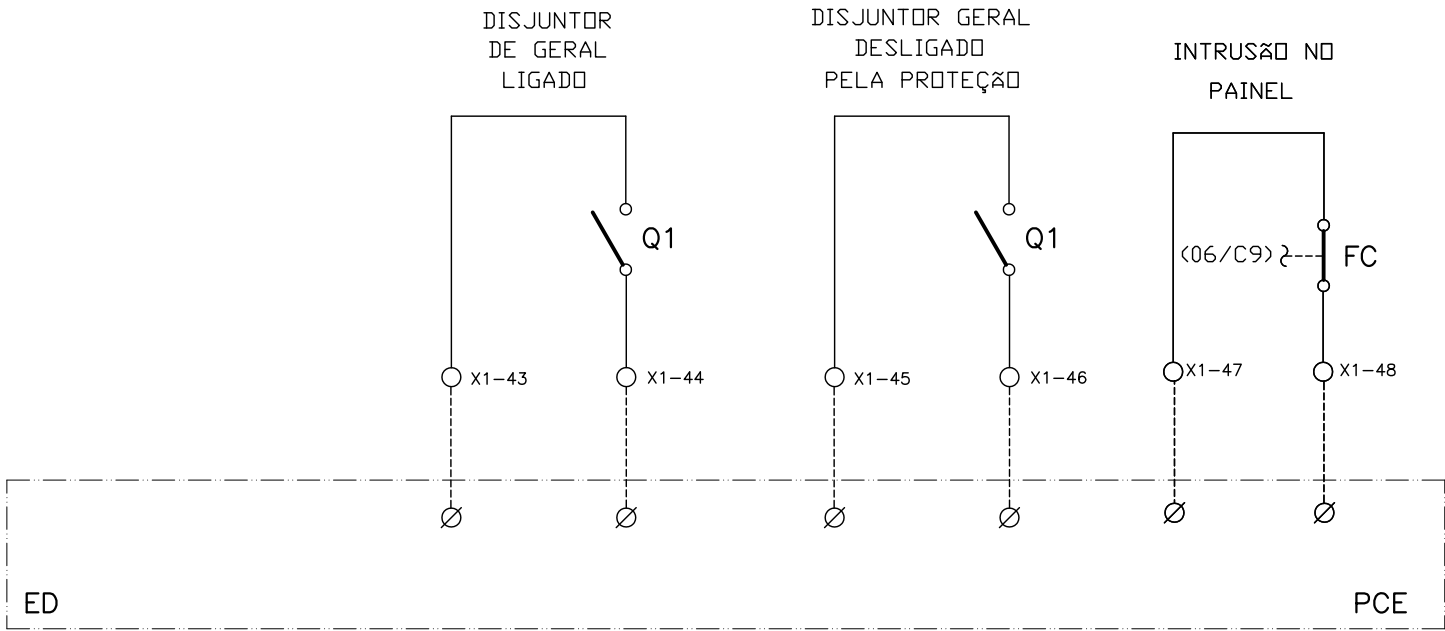 DISJUNTOR
DE GERAL
LIGADO
DISJUNTOR GERAL
DESLIGADO
PELA PROTEÇÃO
INTRUSÃO NO
PAINEL
Q1
Q1
(06/C9)
FC
X1-43
X1-44
X1-45
X1-46
X1-47
X1-48
ED
PCE